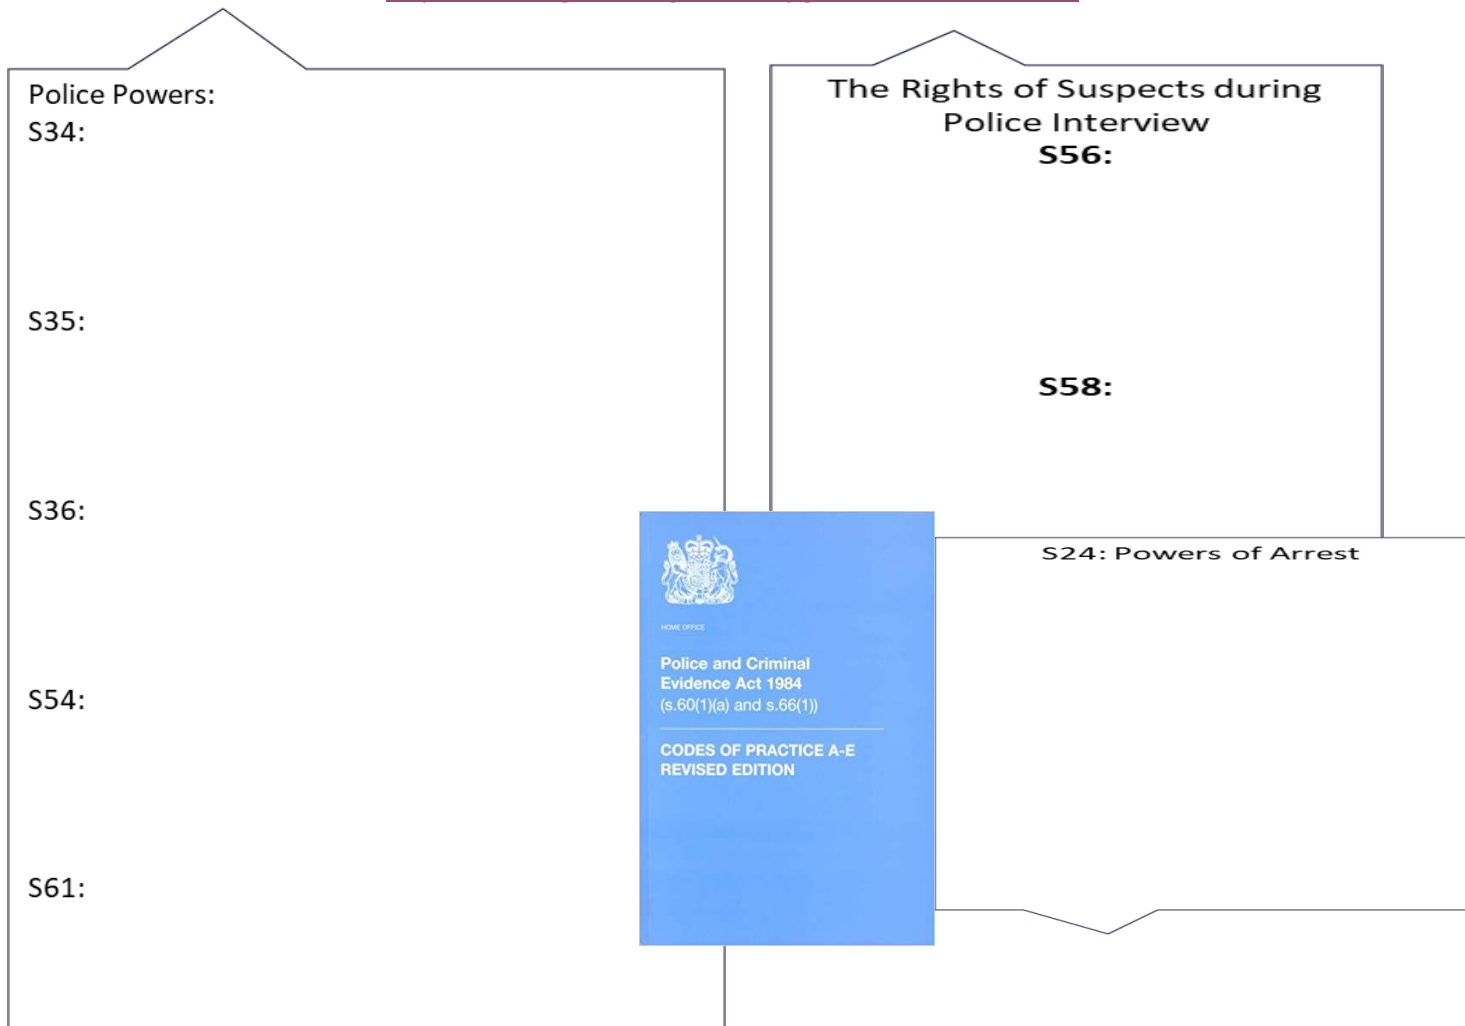 Police Powers:
S34:
S35:
S36:
S54:
S61:
The Rights of Suspects during
Police Interview
S56:
S58:
HOME OFFICE
Police and Criminal
Evidence Act 1984
(s.60(1)(a) and s.66(1))
CODES OF PRACTICE A-E
REVISED EDITION
S24: Powers of Arrest